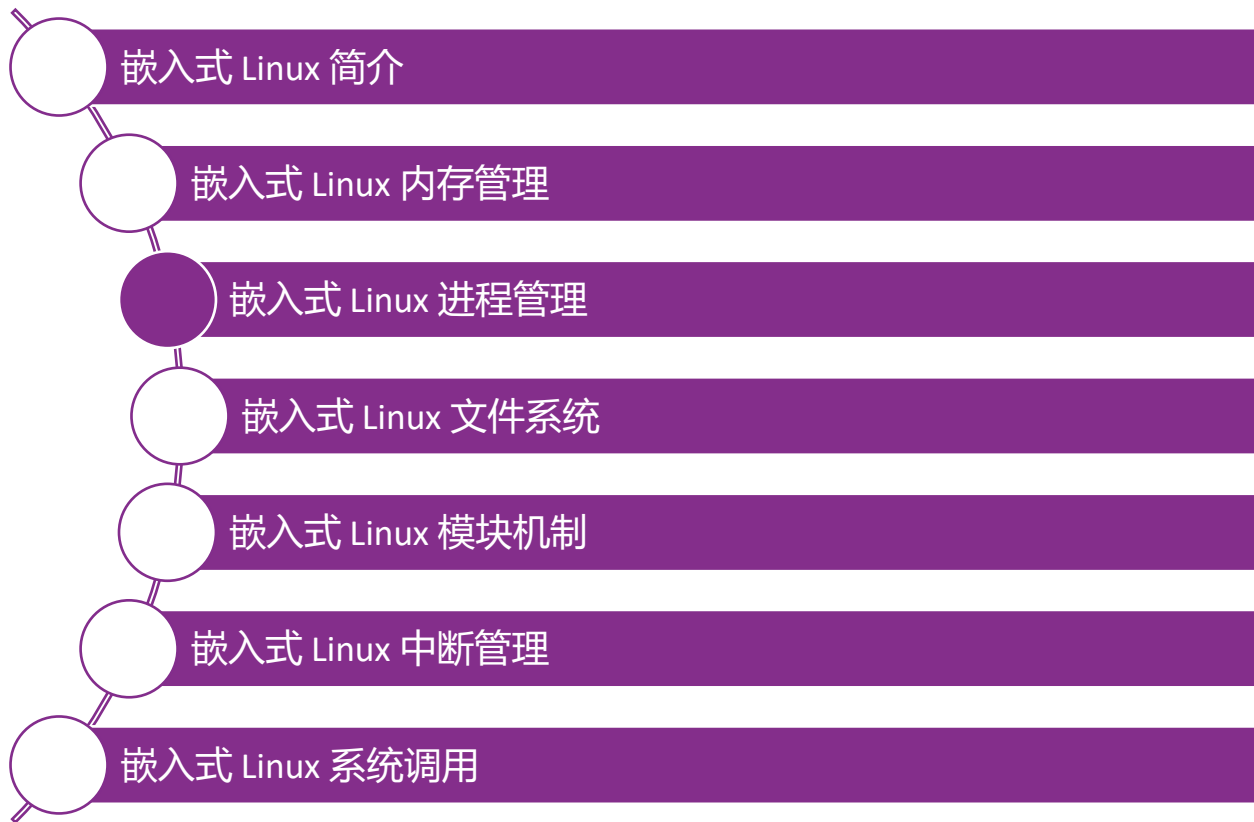 嵌入式 Linux 简介
嵌入式 Linux 内存管理
嵌入式 Linux 进程管理
嵌入式 Linux 文件系统
嵌入式 Linux 模块机制
嵌入式 Linux 中断管理
嵌入式 Linux 系统调用